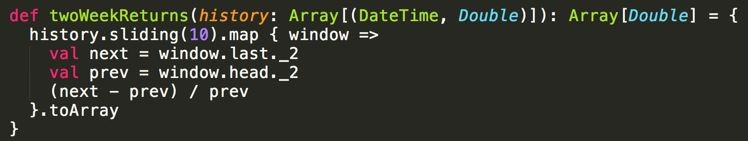 def twoWeekReturns(history: Array[(DateTime, Double)]): Array[Double] = {
  history.sliding(10).map { window =>
    val next = window.last._2
    val prev = window.head._2
    (next - prev) / prev
  }.toArray
}